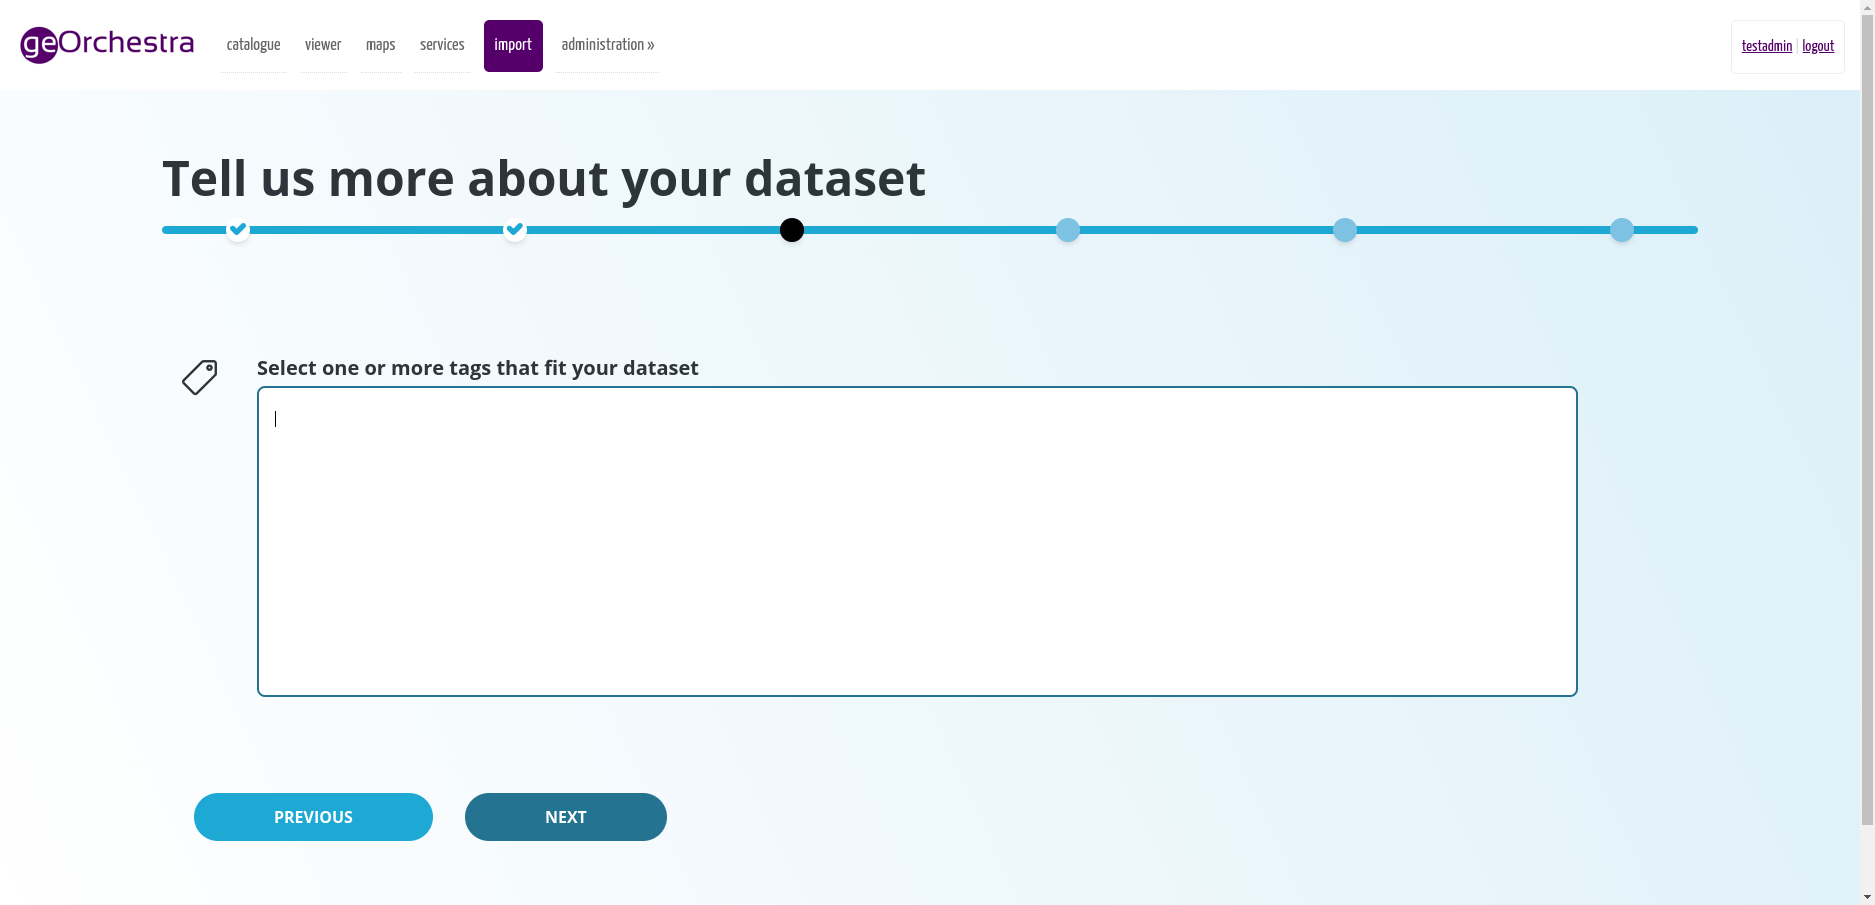 geOrchestra
catalogue viewer maps services import administration »
testadmin | logout
Tell us more about your dataset
Select one or more tags that fit your dataset
PREVIOUS NEXT